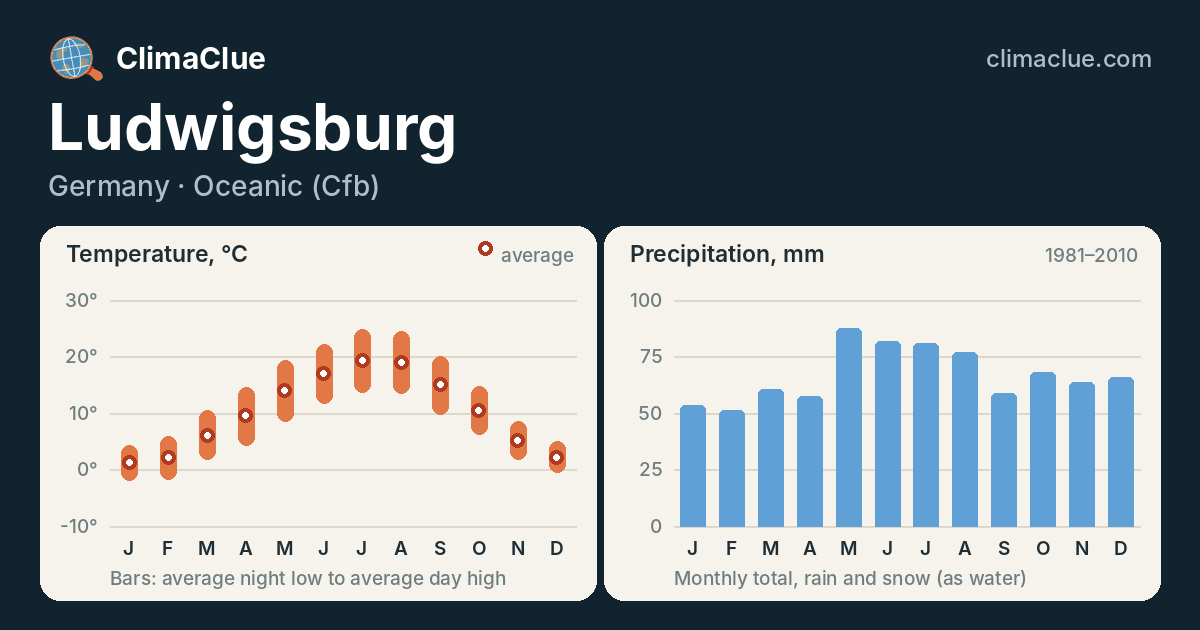 ClimaClue
climaclue.com
Ludwigsburg
Germany · Oceanic (Cfb)
Temperature, °C
average
30°
20°
10°
0°
-10°
J F M A M J J A S O N D
Bars: average night low to average day high
Precipitation, mm
1981–2010
100
75
50
25
0
J F M A M J J A S O N D
Monthly total, rain and snow (as water)